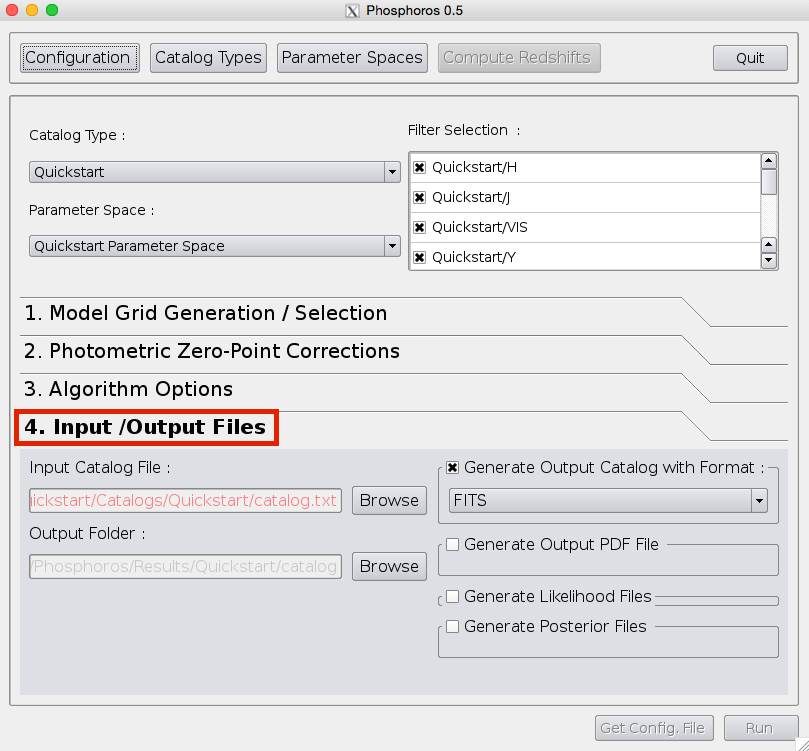 Phosphoros 0.5
Configuration Catalog Types Parameter Spaces Compute Redshifts Quit
Catalog Type :
Quickstart
Parameter Space :
Quickstart Parameter Space
Filter Selection :
Quickstart/H
Quickstart/J
Quickstart/VIS
Quickstart/Y
1. Model Grid Generation / Selection
2. Photometric Zero-Point Corrections
3. Algorithm Options
4. Input /Output Files
Input Catalog File :
uickstart/Catalogs/Quickstart/catalog.txt Browse
Output Folder :
/Phosphoros/Results/Quickstart/catalog Browse
Generate Output Catalog with Format :
FITS
Generate Output PDF File
Generate Likelihood Files
Generate Posterior Files
Get Config. File Run